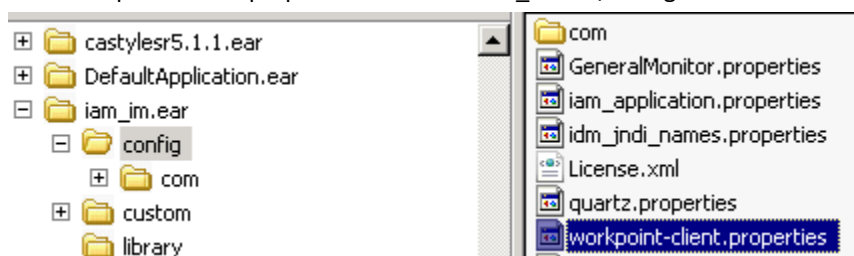 castylesr5.1.1.ear
DefaultApplication.ear
iam_im.ear
config
com
custom
library
com
GeneralMonitor.properties
iam_application.properties
idm_jndi_names.properties
License.xml
quartz.properties
workpoint-client.properties